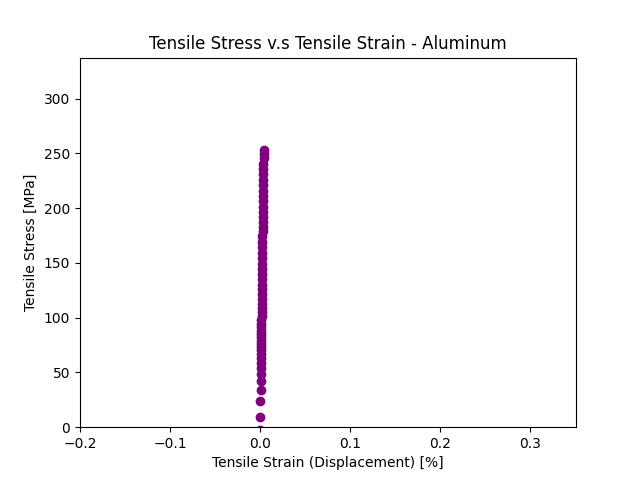 Tensile Stress v.s Tensile Strain - Aluminum
300
250
200
150
100
50
0
Tensile Stress [MPa]
−0.2 −0.1 0.0 0.1 0.2 0.3
Tensile Strain (Displacement) [%]